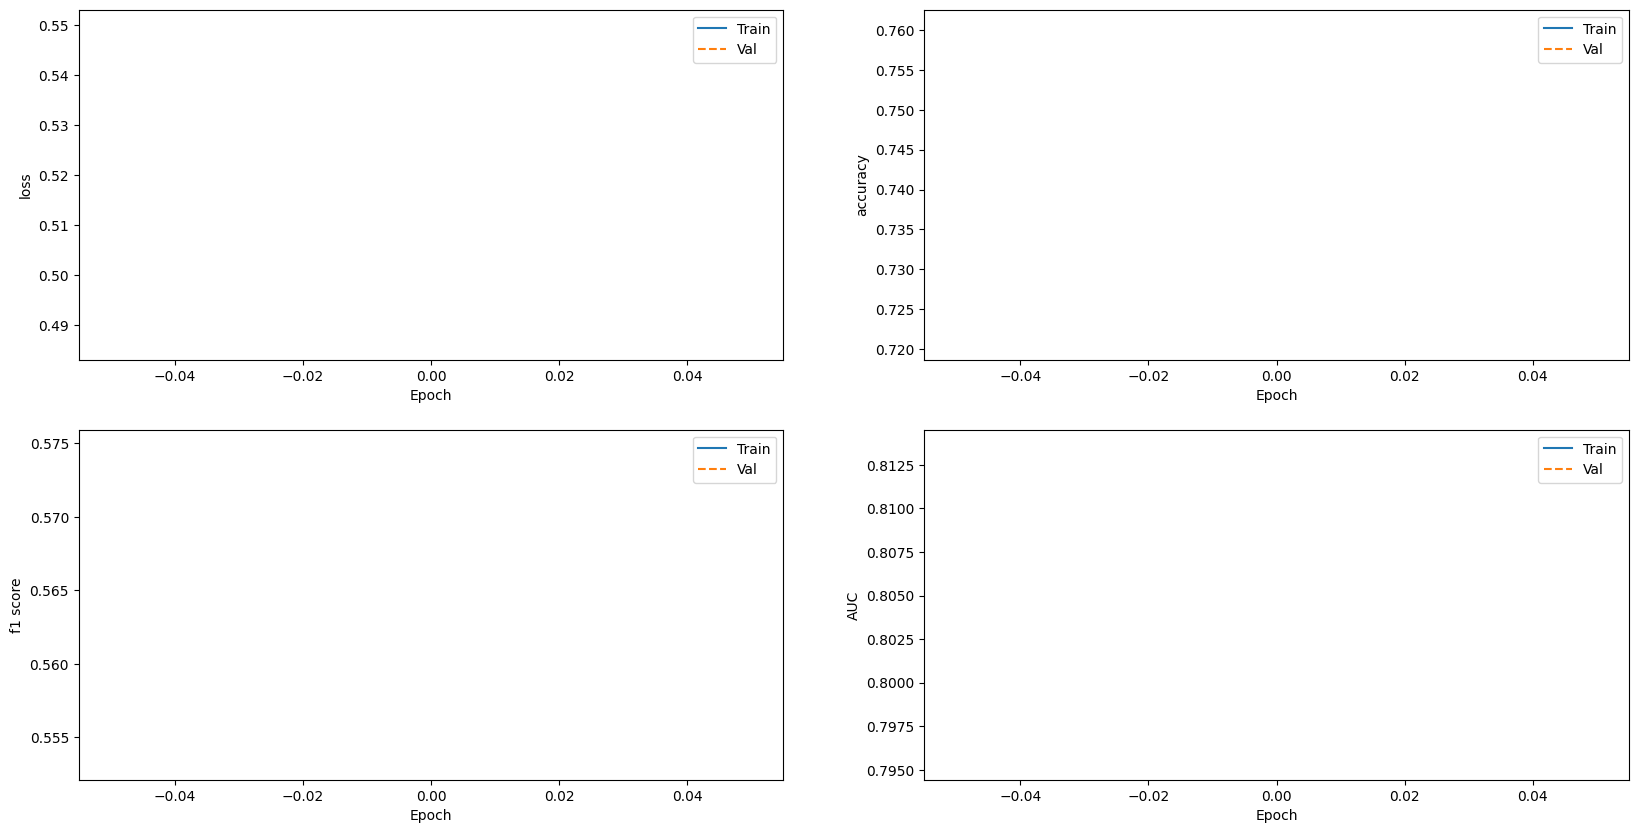 0.55
0.54
0.53
0.52
0.51
0.50
0.49
loss
−0.04 −0.02 0.00 0.02 0.04
Epoch
Train
Val
0.760
0.755
0.750
0.745
0.740
0.735
0.730
0.725
0.720
accuracy
−0.04 −0.02 0.00 0.02 0.04
Epoch
Train
Val
0.575
0.570
0.565
0.560
0.555
f1 score
−0.04 −0.02 0.00 0.02 0.04
Epoch
Train
Val
0.8125
0.8100
0.8075
0.8050
0.8025
0.8000
0.7975
0.7950
AUC
−0.04 −0.02 0.00 0.02 0.04
Epoch
Train
Val